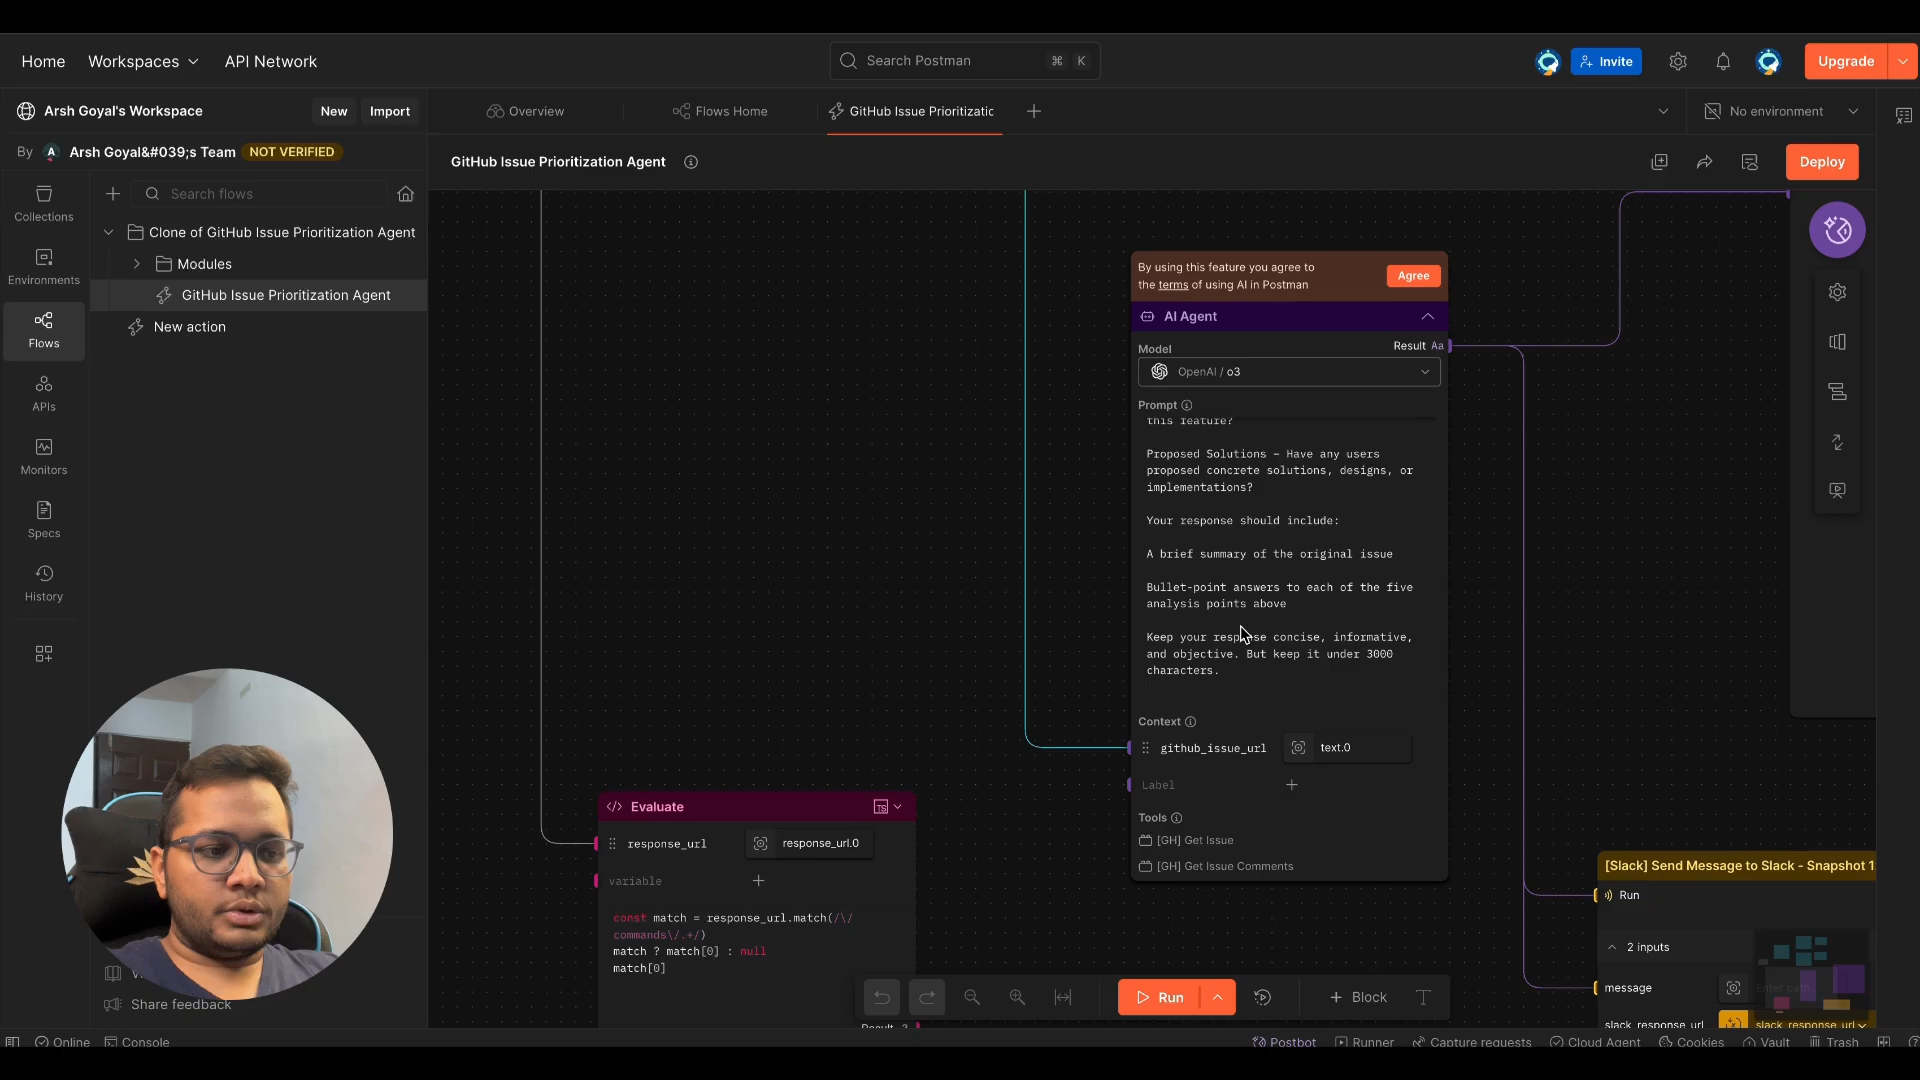 Home
Workspaces
API Network
Search Postman
⌘ K
Invite
Upgrade
Arsh Goyal's Workspace
New
Import
Overview
Flows Home
GitHub Issue Prioritizatic
No environment
By
A
Arsh Goyal&#039;s Team
NOT VERIFIED
GitHub Issue Prioritization Agent
Deploy
Collections
Environments
Flows
APIs
Monitors
Specs
History
Search flows
Clone of GitHub Issue Prioritization Agent
Modules
GitHub Issue Prioritization Agent
New action
Share feedback
By using this feature you agree to
the terms of using AI in Postman
Agree
AI Agent
Result Aa
Model
OpenAI / o3
Prompt
this feature?
Proposed Solutions – Have any users
proposed concrete solutions, designs, or
implementations?
Your response should include:
A brief summary of the original issue
Bullet-point answers to each of the five
analysis points above
Keep your response concise, informative,
and objective. But keep it under 3000
characters.
Context
github_issue_url
text.0
Label
Tools
[GH] Get Issue
[GH] Get Issue Comments
</> Evaluate
TS
response_url
response_url.0
variable
const match = response_url.match(/\/
commands\/.+/)
match ? match[0] : null
match[0]
[Slack] Send Message to Slack - Snapshot 1
Run
2 inputs
message
slack_response_url
slack_response_url
Run
Block
T
Online
Console
Postbot
Runner
Capture requests
Cloud Agent
Cookies
Vault
Trash